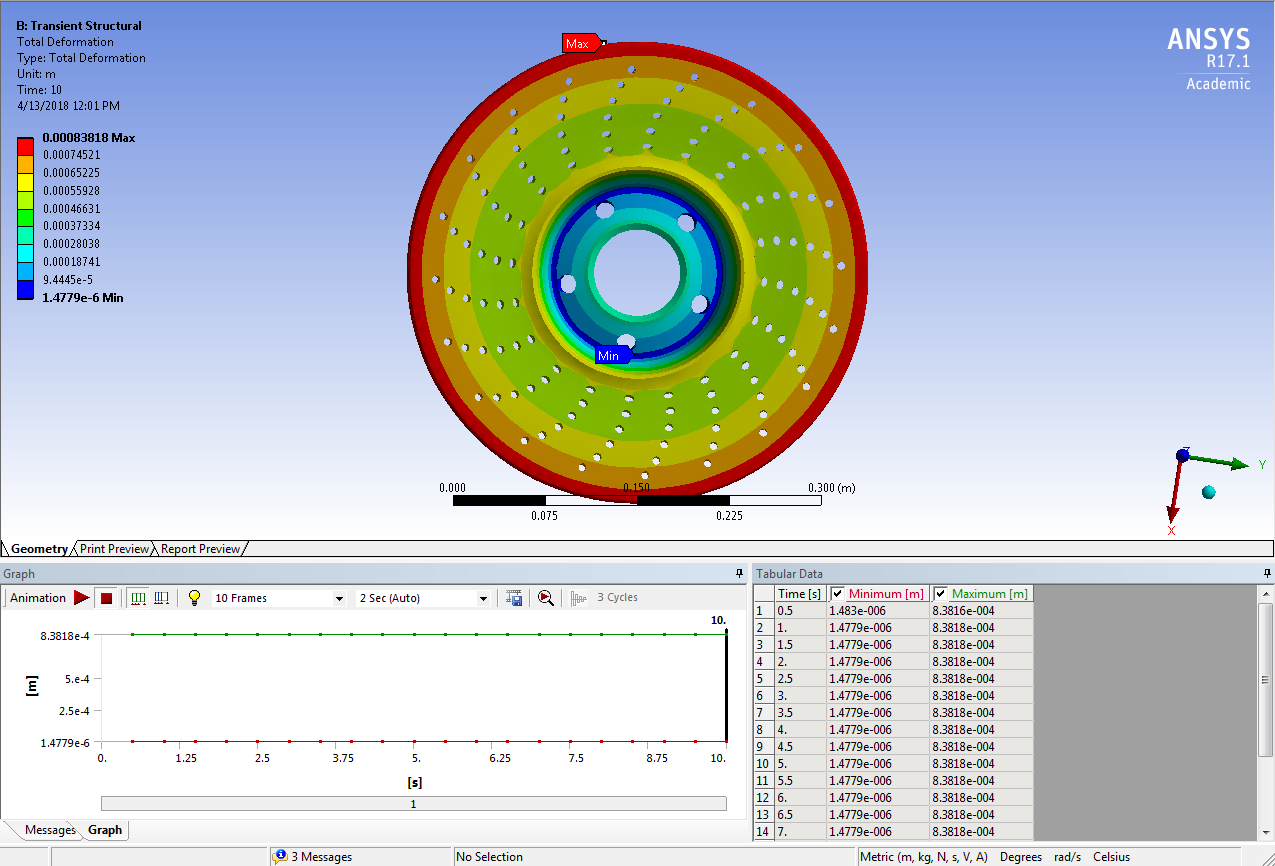 B: Transient Structural
Total Deformation
Type: Total Deformation
Unit: m
Time: 10
4/13/2018 12:01 PM
0.00083818 Max
0.00074521
0.00065225
0.00055928
0.00046631
0.00037334
0.00028038
0.00018741
9.4445e-5
1.4779e-6 Min
Max
Min
ANSYS
R17.1
Academic
0.000 0.150 0.300 (m)
0.075 0.225
Z
Y
X
Geometry Print Preview Report Preview
Graph
Animation 10 Frames 2 Sec (Auto) 3 Cycles
10.
8.3818e-4
5.e-4
2.5e-4
1.4779e-6
[m]
0. 1.25 2.5 3.75 5. 6.25 7.5 8.75 10.
[s]
1
Messages Graph
Tabular Data
Time [s] Minimum [m] Maximum [m]
1 0.5 1.483e-006 8.3816e-004
2 1. 1.4779e-006 8.3818e-004
3 1.5 1.4779e-006 8.3818e-004
4 2. 1.4779e-006 8.3818e-004
5 2.5 1.4779e-006 8.3818e-004
6 3. 1.4779e-006 8.3818e-004
7 3.5 1.4779e-006 8.3818e-004
8 4. 1.4779e-006 8.3818e-004
9 4.5 1.4779e-006 8.3818e-004
10 5. 1.4779e-006 8.3818e-004
11 5.5 1.4779e-006 8.3818e-004
12 6. 1.4779e-006 8.3818e-004
13 6.5 1.4779e-006 8.3818e-004
14 7. 1.4779e-006 8.3818e-004
3 Messages No Selection Metric (m, kg, N, s, V, A) Degrees rad/s Celsius